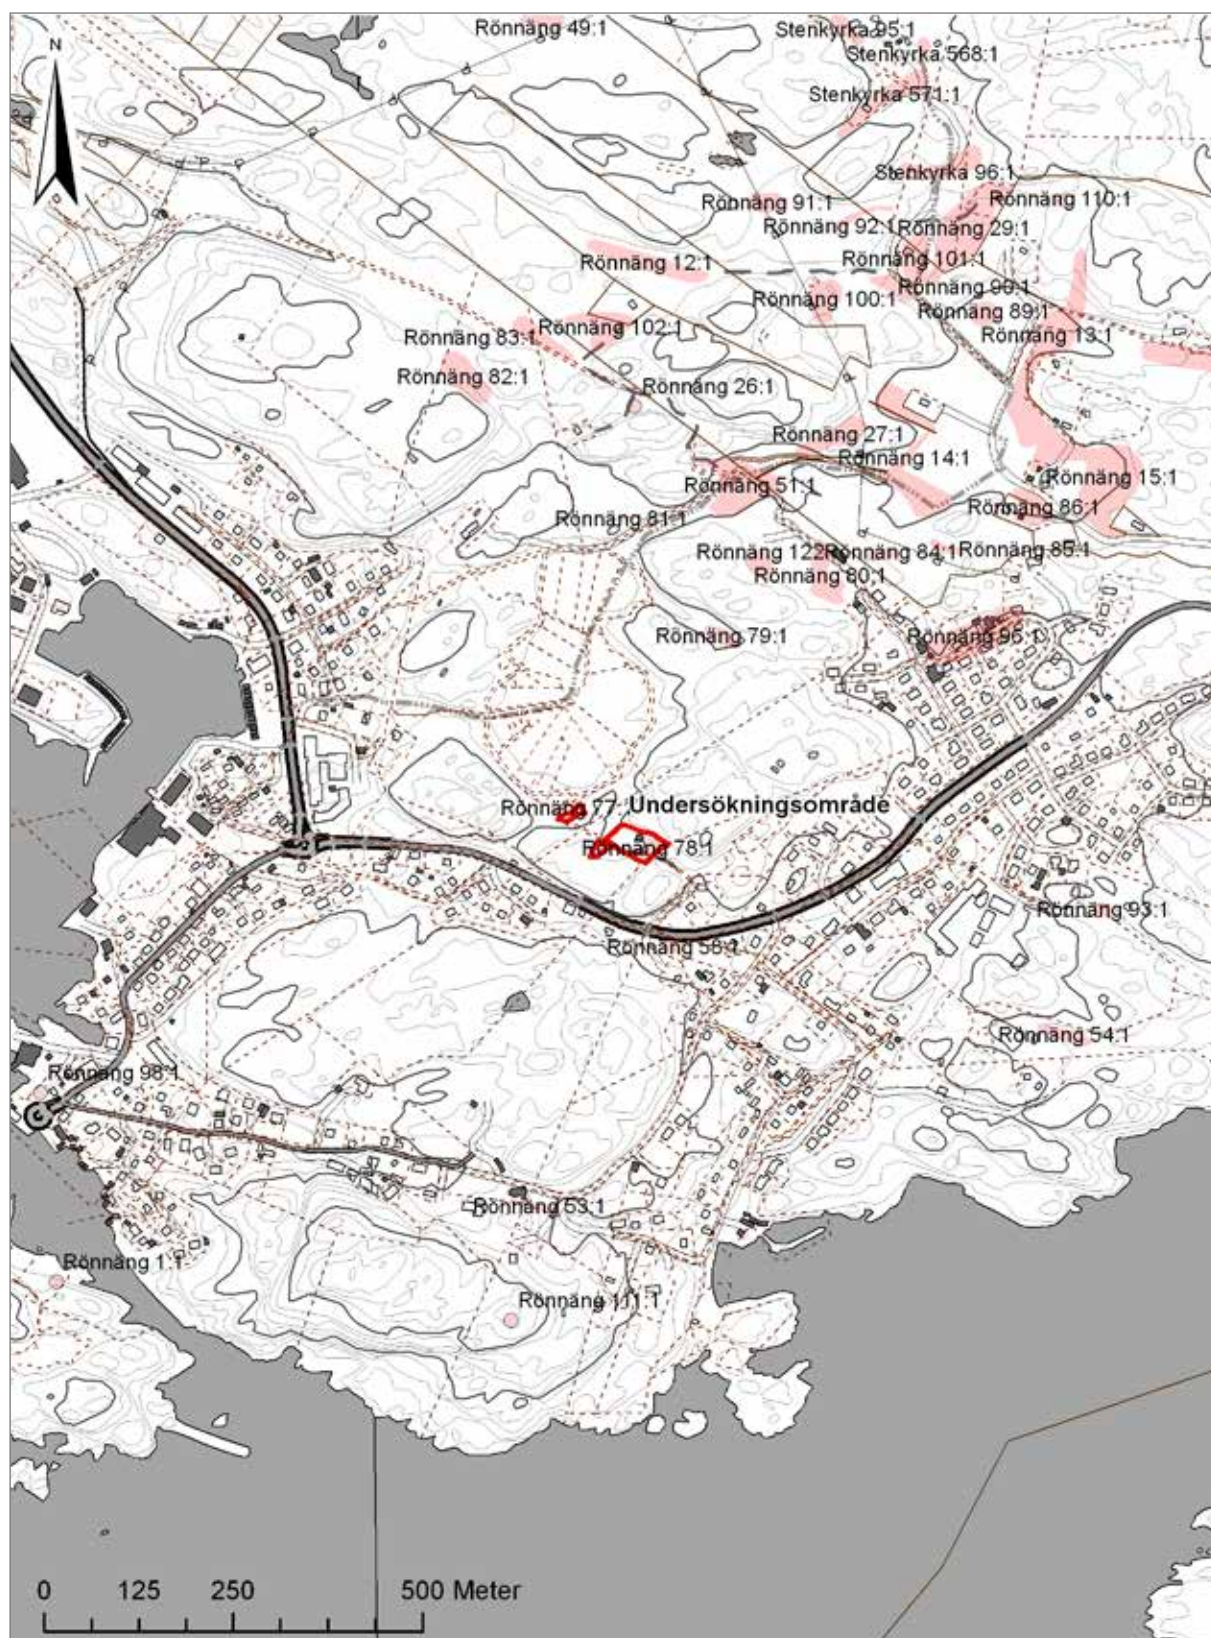 Rönnäng 49:1
Stenkyrka 95:1
Stenkyrka 568:1
N
Stenkyrka 571:1
Stenkyrka 96:1
Rönnäng 91:1
Rönnäng 110:1
Rönnäng 92:1
Rönnäng 29:1
Rönnäng 12:1
Rönnäng 101:1
Rönnäng 90:1
Rönnäng 100:1
Rönnäng 89:1
Rönnäng 83:1
Rönnäng 102:1
Rönnäng 13:1
Rönnäng 82:1
Rönnäng 26:1
Rönnäng 27:1
Rönnäng 14:1
Rönnäng 51:1
Rönnäng 15:1
Rönnäng 86:1
Rönnäng 81:1
Rönnäng 122
Rönnäng 84:1
Rönnäng 85:1
Rönnäng 80:1
Rönnäng 79:1
Rönnäng 95:1
Rönnäng 77
Undersökningsområde
Rönnäng 78:1
Rönnäng 93:1
Rönnäng 58:1
Rönnäng 54:1
Rönnäng 98:1
Rönnäng 53:1
Rönnäng 1:1
Rönnäng 111:1
0 125 250 500 Meter